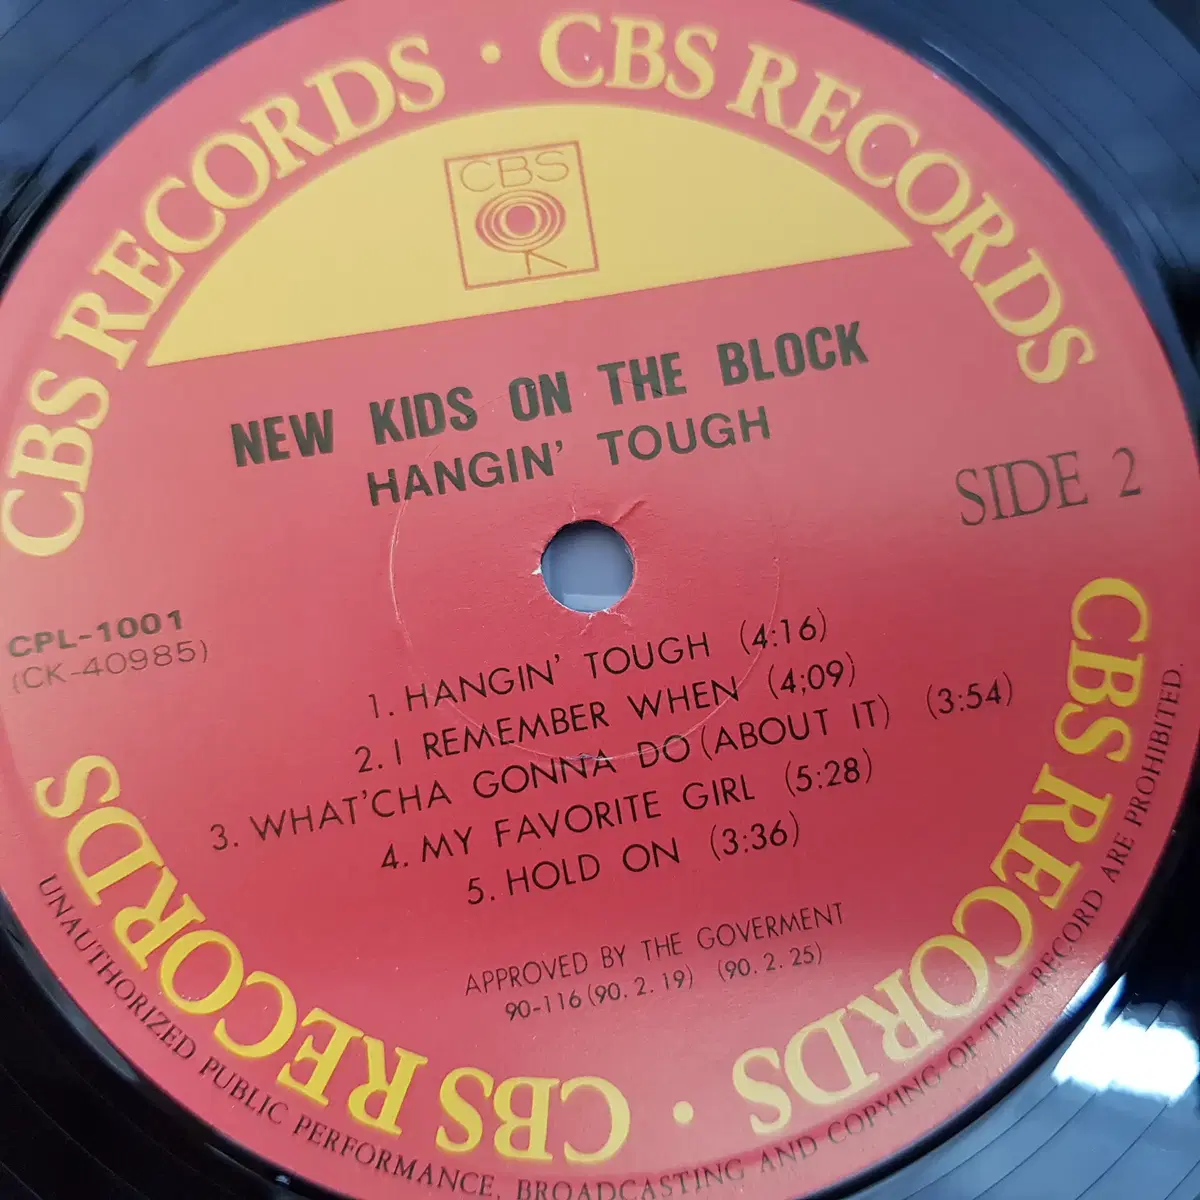 CBS RECORDS · CBS RECORDS
CBS
NEW KIDS ON THE BLOCK
HANGIN' TOUGH
SIDE 2
CPL-1001
(CK-40985)
1. HANGIN' TOUGH (4:16)
2. I REMEMBER WHEN (4;09)
3. WHAT'CHA GONNA DO (ABOUT IT) (3:54)
4. MY FAVORITE GIRL (5:28)
5. HOLD ON (3:36)
APPROVED BY THE GOVERMENT
90-116 (90. 2. 19) (90. 2. 25)
CBS RECORDS · CBS RECORDS
UNAUTHORIZED PUBLIC PERFORMANCE, BROADCASTING AND COPYING OF THIS RECORD ARE PROHIBITED.